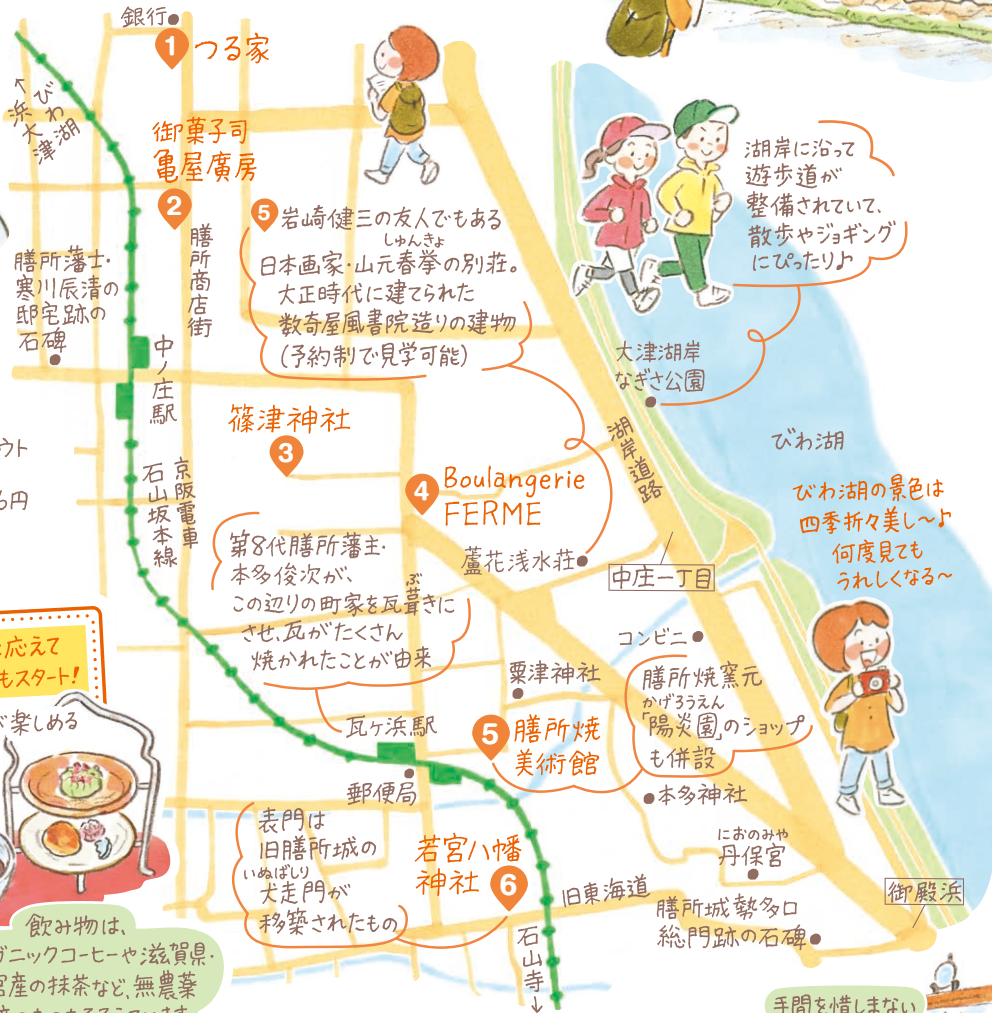 銀行
1 つる家
↑
びわ湖
浜大津
御菓子司
亀屋廣房
2
膳所商店街
膳所藩士・
寒川辰清の
邸宅跡の
石碑
5 岩崎健三の友人でもある
しゅんきょ
日本画家・山元春挙の別荘。
大正時代に建てられた
数奇屋風書院造りの建物
(予約制で見学可能)
湖岸に沿って
遊歩道が
整備されていて、
散歩やジョギング
にぴったり♪
大津湖岸
なぎさ公園
中ノ庄駅
篠津神社
3
湖岸道路
びわ湖
ウト
円
京阪電車
石山坂本線
4 Boulangerie
FERME
びわ湖の景色は
四季折々美し〜♪
何度見ても
うれしくなる〜
第8代膳所藩主・
本多俊次が、
ぶ
この辺りの町家を瓦葺きに
させ、瓦がたくさん
焼かれたことが由来
蘆花浅水荘
中庄一丁目
コンビニ
応えて
もスタート!
が楽しめる
粟津神社
膳所焼窯元
かげろうえん
「陽炎園」のショップ
も併設
瓦ヶ浜駅
5 膳所焼
美術館
郵便局
本多神社
表門は
旧膳所城の
いぬばしり
犬走門が
移築されたもの
若宮八幡
神社 6
におのみや
丹保宮
旧東海道
御殿浜
膳所城勢多口
総門跡の石碑
石山寺
↓
飲み物は、
ガニックコーヒーや滋賀県・
宮産の抹茶など、無農薬
手間を惜しまない